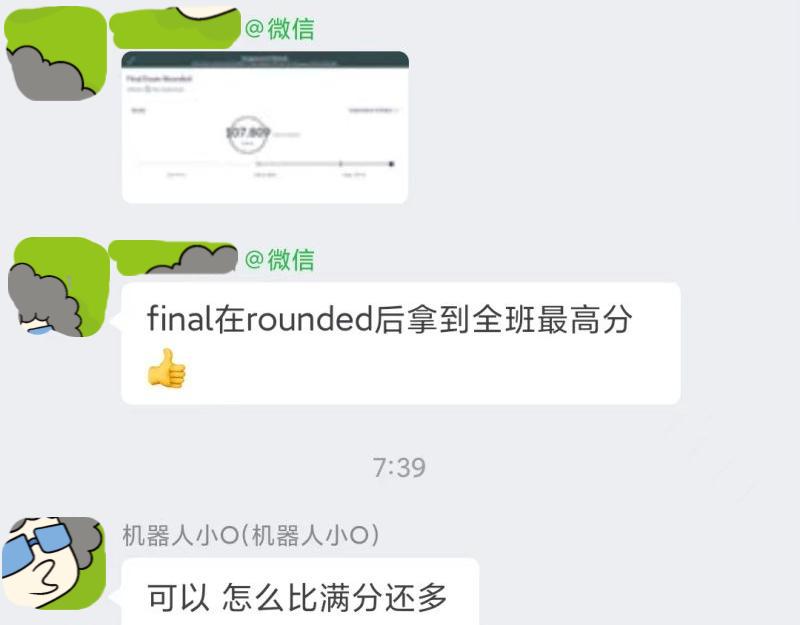 @微信
Final Exam Rounded
107.809
@微信
final在rounded后拿到全班最高分
7:39
机器人小O(机器人小O)
可以 怎么比满分还多